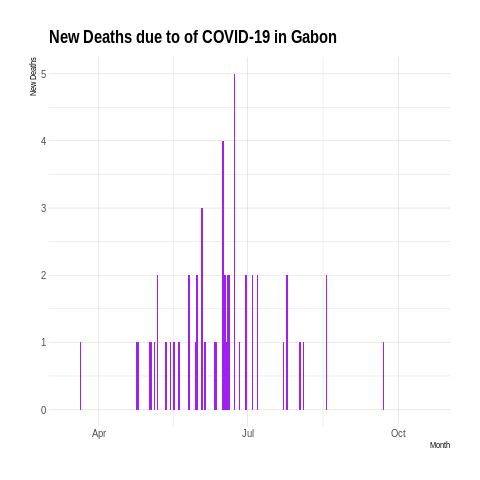 New Deaths due to of COVID-19 in Gabon
New Deaths
5
4
3
2
1
0
Apr
Jul
Oct
Month